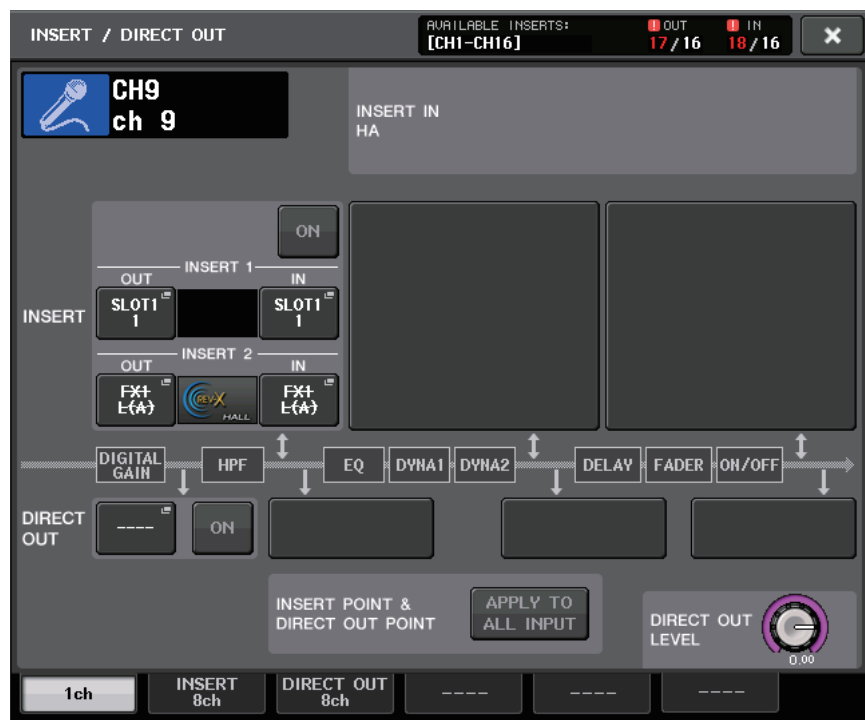 INSERT / DIRECT OUT
AVAILABLE INSERTS: ! OUT ! IN
[CH1-CH16] 17/16 18/16
×
CH9
ch 9
INSERT IN
HA
ON
INSERT 1
OUT IN
INSERT
SLOT1 1
SLOT1 1
INSERT 2
OUT IN
FX1 L(A)
REV-X HALL
FX1 L(A)
DIGITAL GAIN HPF EQ DYNA1 DYNA2 DELAY FADER ON/OFF
DIRECT OUT
----
ON
INSERT POINT &
DIRECT OUT POINT
APPLY TO
ALL INPUT
DIRECT OUT
LEVEL
0.00
1ch
INSERT 8ch
DIRECT OUT 8ch
----
----
----